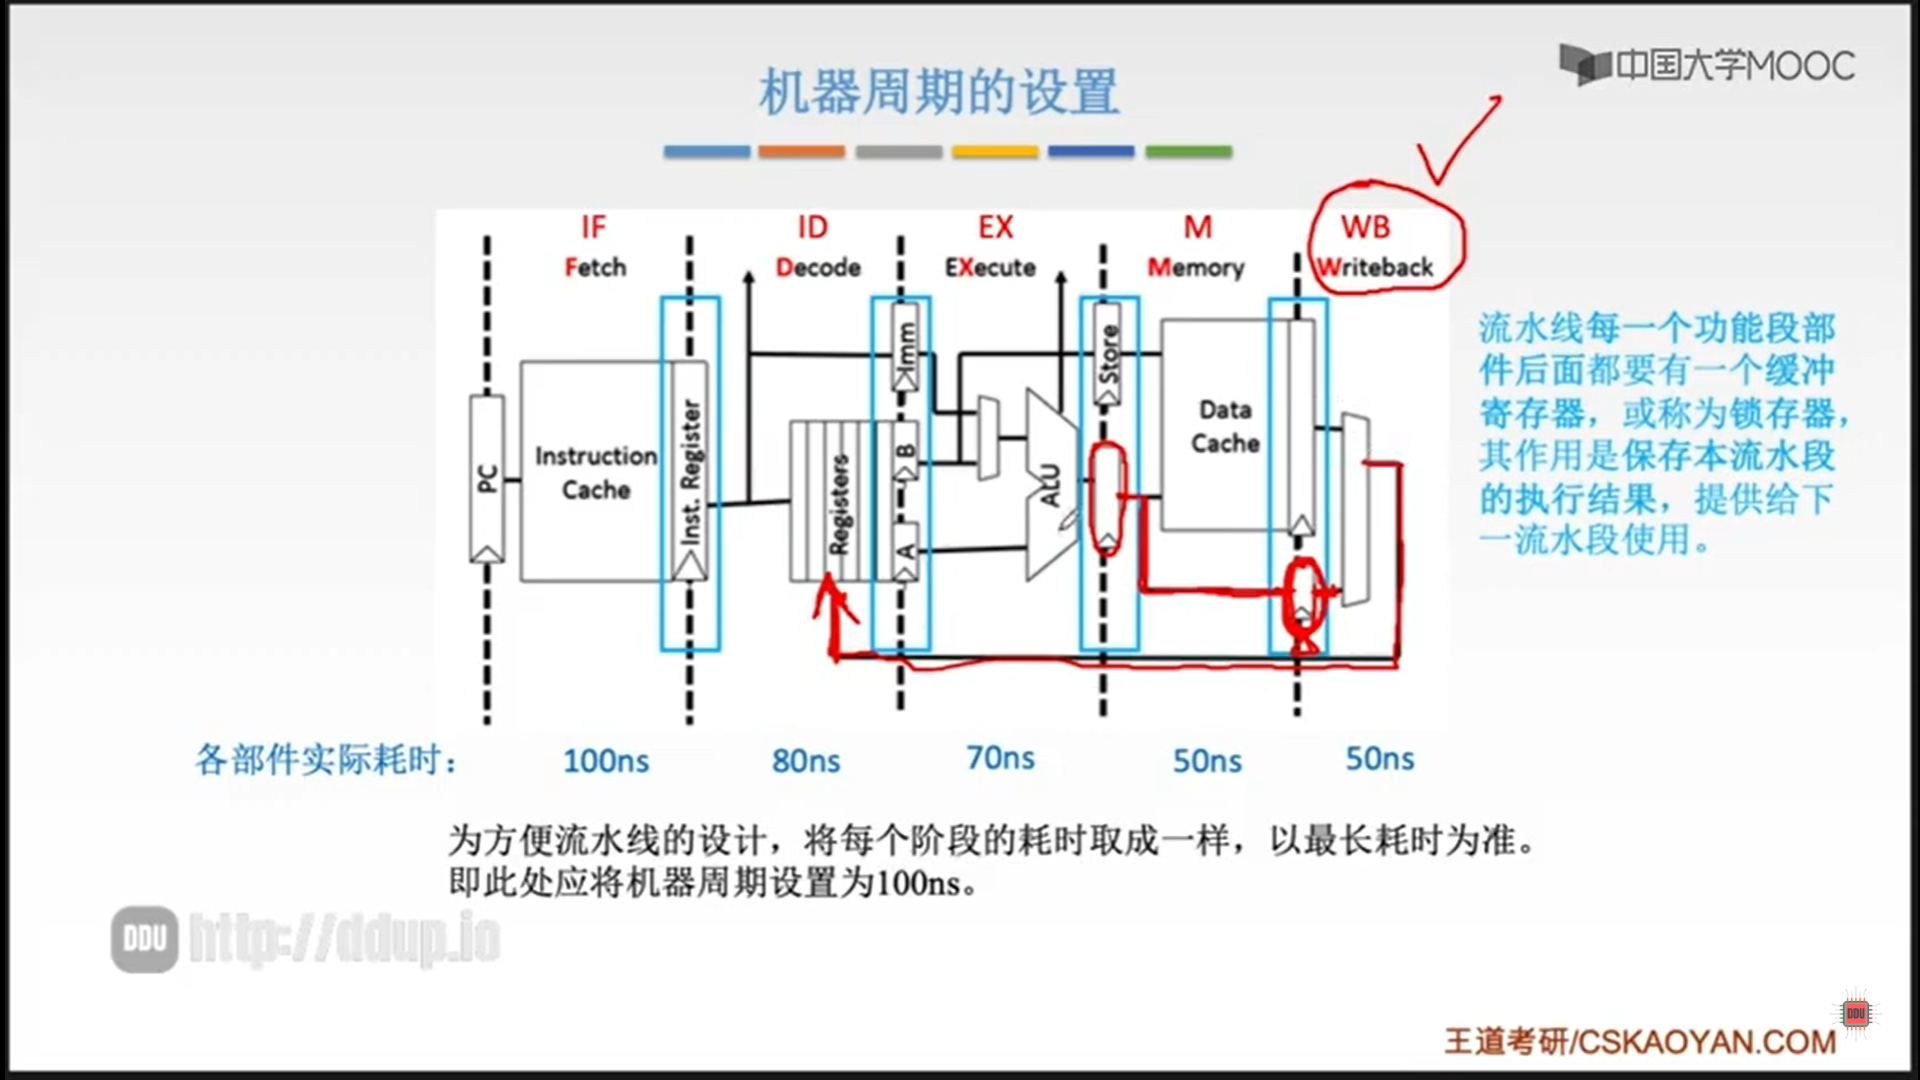 中国大学MOOC
机器周期的设置
IF
ID
EX
M
WB
Fetch
Decode
EXecute
Memory
Writeback
PC
Instruction
Cache
Inst. Register
Registers
Imm
B
A
ALU
Store
Data
Cache
流水线每一个功能段部
件后面都要有一个缓冲
寄存器，或称为锁存器，
其作用是保存本流水段
的执行结果，提供给下
一流水段使用。
各部件实际耗时：
100ns
80ns
70ns
50ns
50ns
为方便流水线的设计，将每个阶段的耗时取成一样，以最长耗时为准。
即此处应将机器周期设置为100ns。
DDU http://ddup.io
DDU
王道考研/CSKAOYAN.COM